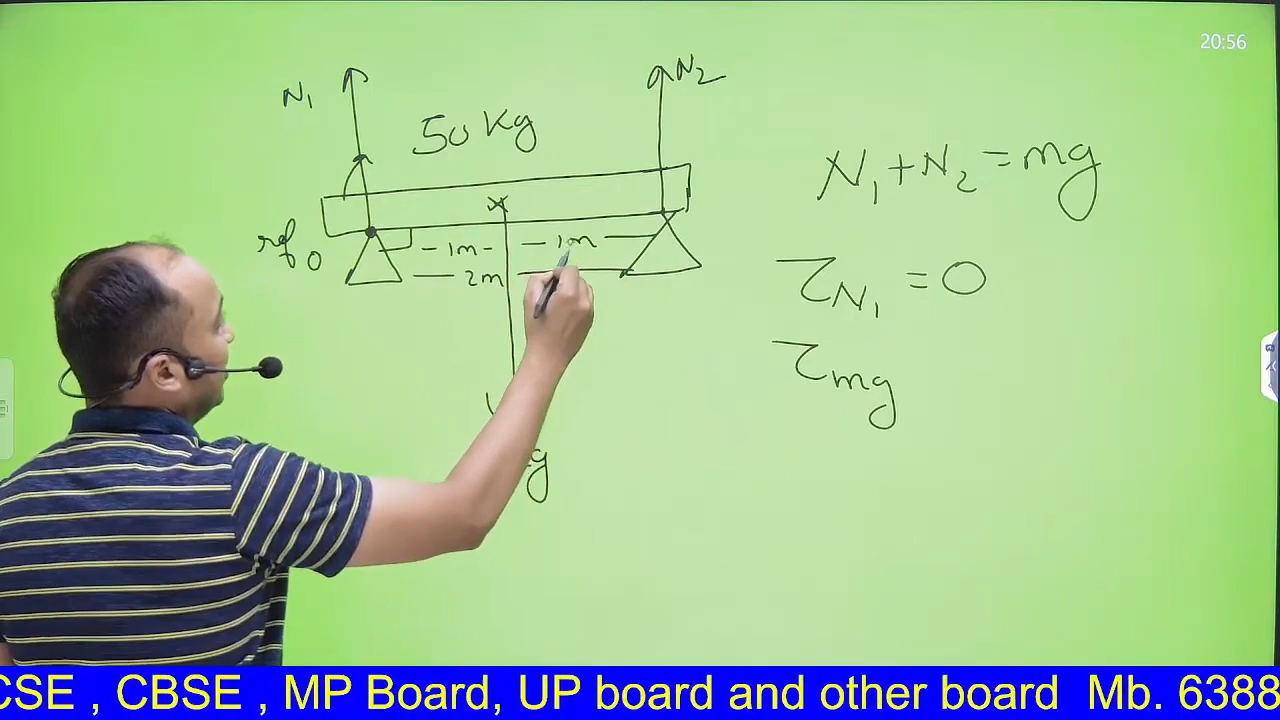 20:56
N₁
N₂
50 Kg
N₁+N₂=mg
ref 0
-1m-
-1m
2m
τN₁ =0
τmg
g
CSE , CBSE , MP Board, UP board and other board Mb. 6388